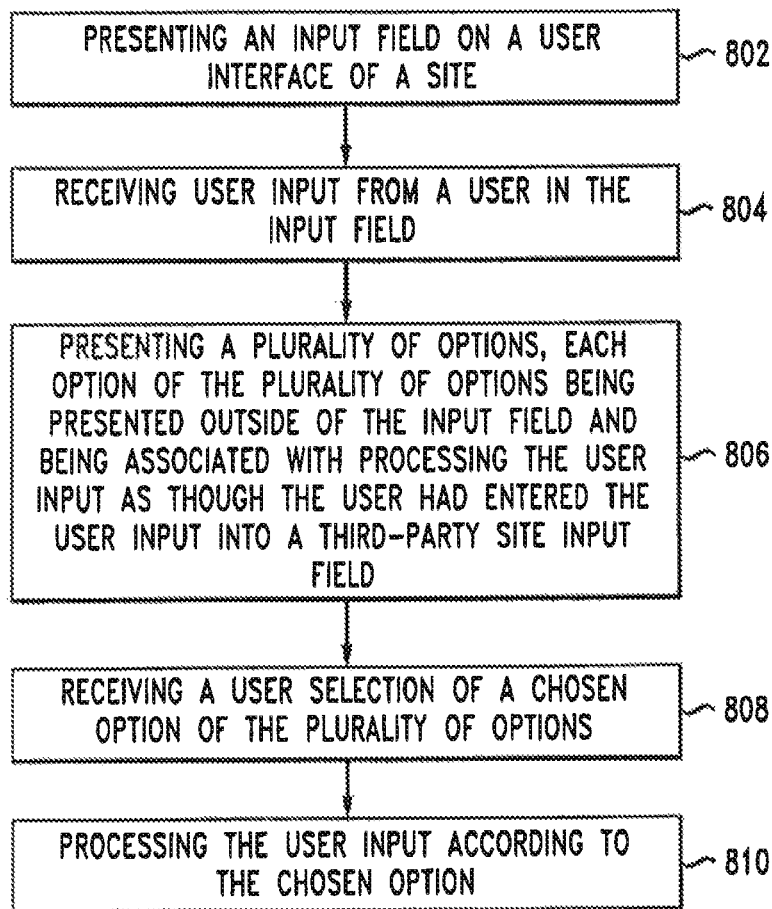 PRESENTING AN INPUT FIELD ON A USER
INTERFACE OF A SITE
802
RECEIVING USER INPUT FROM A USER IN THE
INPUT FIELD
804
PRESENTING A PLURALITY OF OPTIONS, EACH
OPTION OF THE PLURALITY OF OPTIONS BEING
PRESENTED OUTSIDE OF THE INPUT FIELD AND
BEING ASSOCIATED WITH PROCESSING THE USER
INPUT AS THOUGH THE USER HAD ENTERED THE
USER INPUT INTO A THIRD-PARTY SITE INPUT
FIELD
806
RECEIVING A USER SELECTION OF A CHOSEN
OPTION OF THE PLURALITY OF OPTIONS
808
PROCESSING THE USER INPUT ACCORDING TO
THE CHOSEN OPTION
810